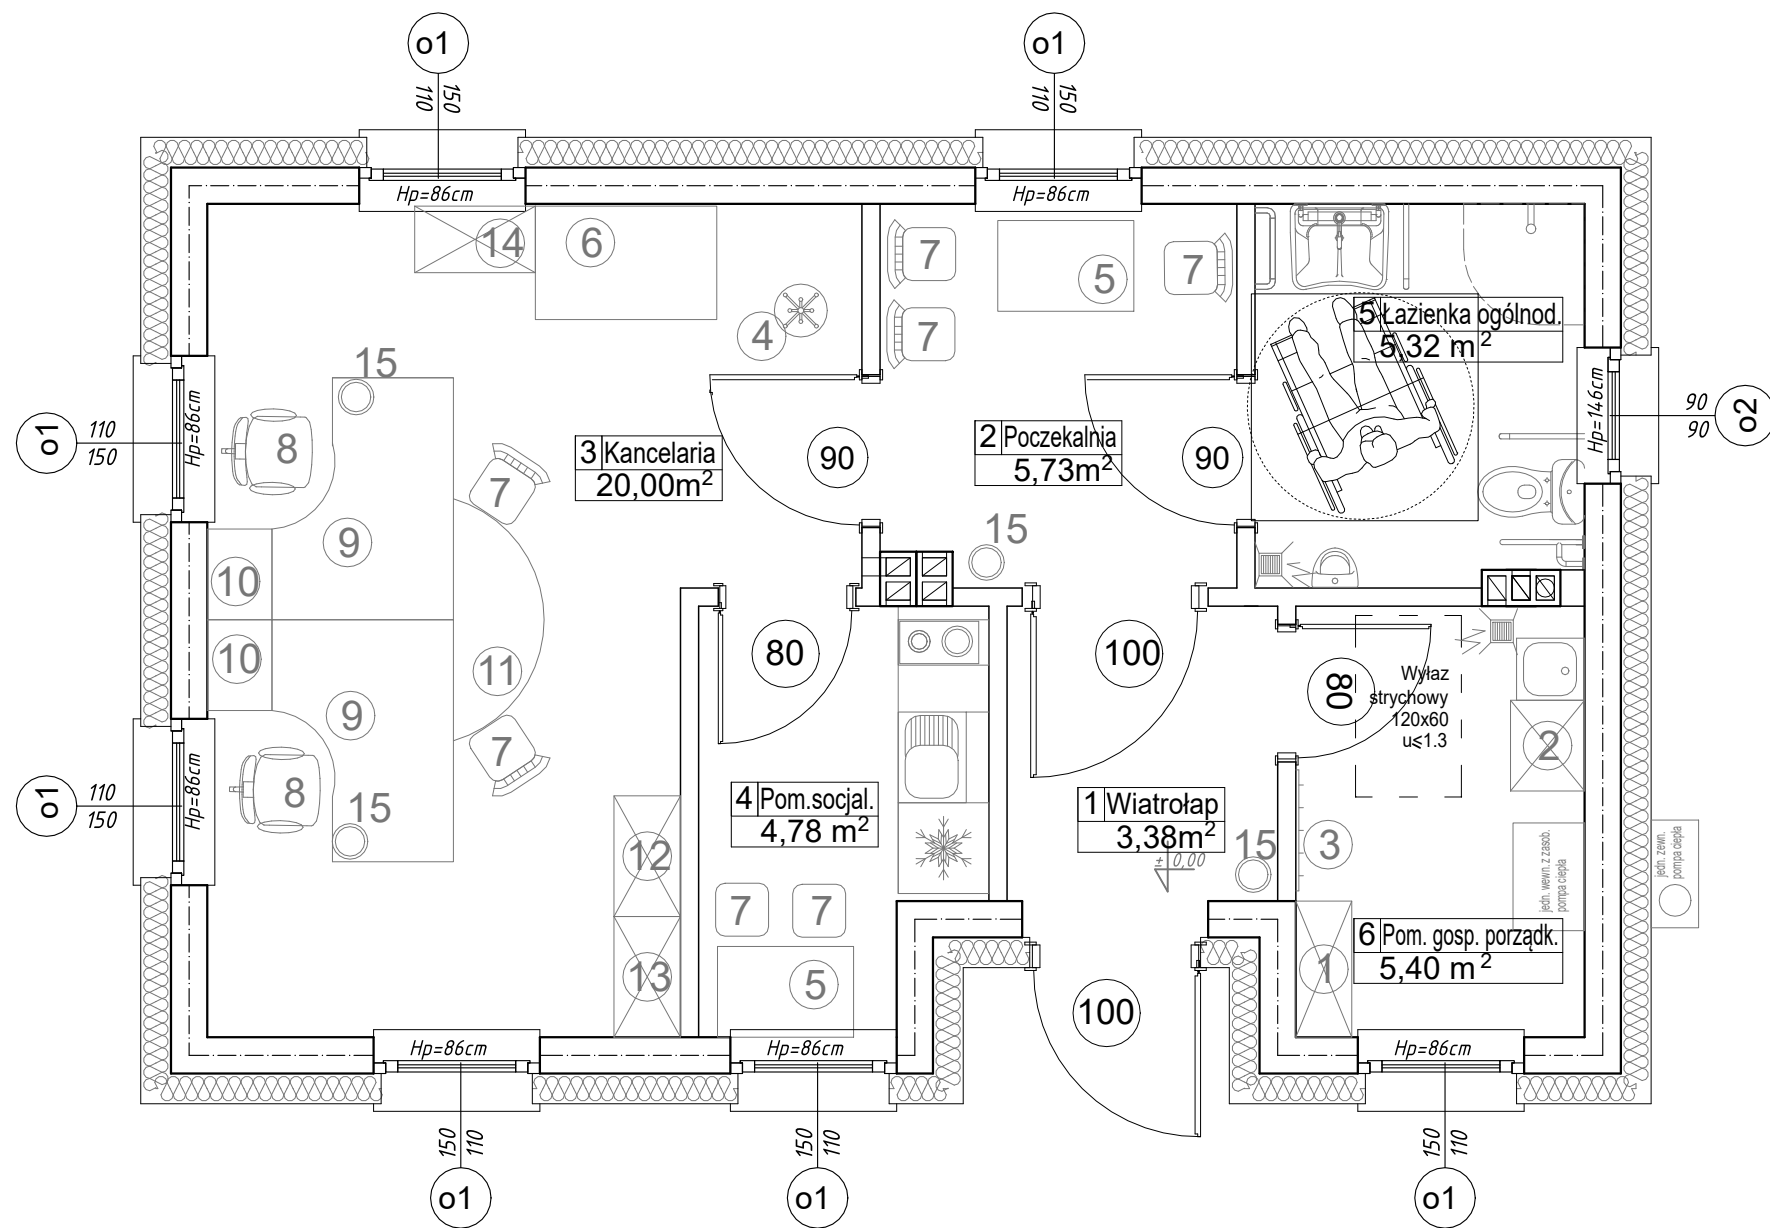 o1
o1
110
150
110
150
Hp=86cm
Hp=86cm
14
6
7
5
7
4
7
5 Łazienka ogólnod.
5,32 m²
15
o1
110
150
Hp=86cm
8
7
3 Kancelaria
20,00m²
90
2 Poczekalnia
5,73m²
90
Hp=146cm
90
90
o2
9
15
10
10
11
80
100
80
Wyłaz
strychowy
120x60
u≤1.3
9
7
2
o1
110
150
Hp=86cm
8
15
4 Pom.socjal.
4,78 m²
1 Wiatrołap
3,38m²
± 0,00
15
3
12
jedn. wewn. z zasob.
pompa ciepła
jedn. zewn.
pompa ciepła
7
7
13
5
6 Pom. gosp. porządk.
5,40 m²
1
100
Hp=86cm
Hp=86cm
Hp=86cm
150
110
150
110
150
110
o1
o1
o1